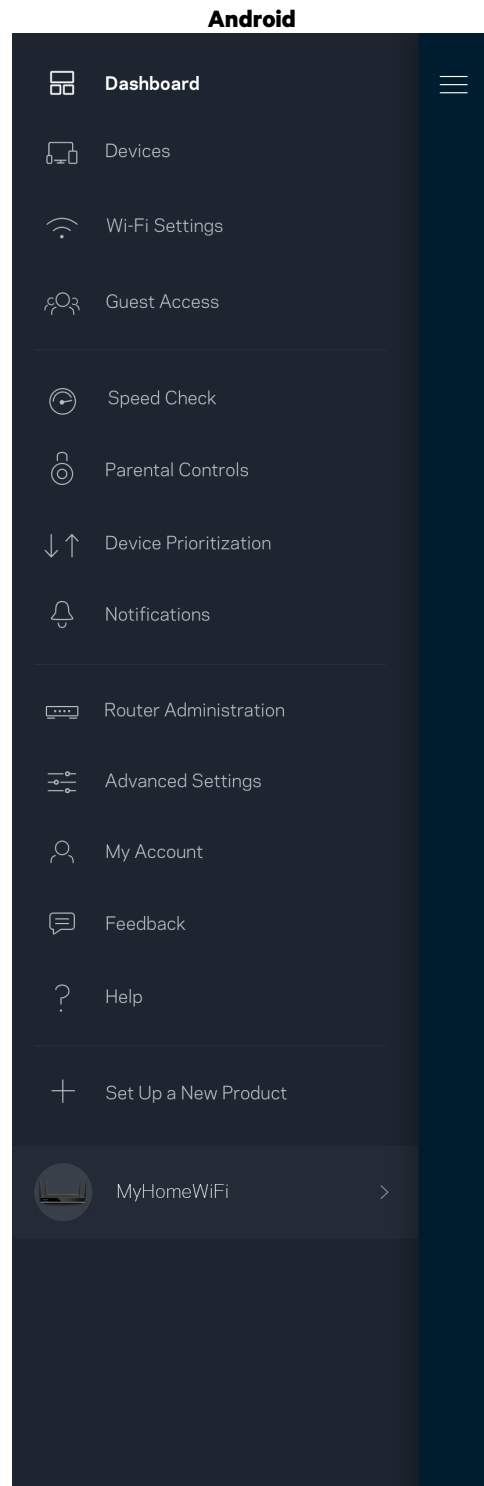 Android
Dashboard
Devices
Wi-Fi Settings
Guest Access
Speed Check
Parental Controls
Device Prioritization
Notifications
Router Administration
Advanced Settings
My Account
Feedback
Help
Set Up a New Product
MyHomeWiFi